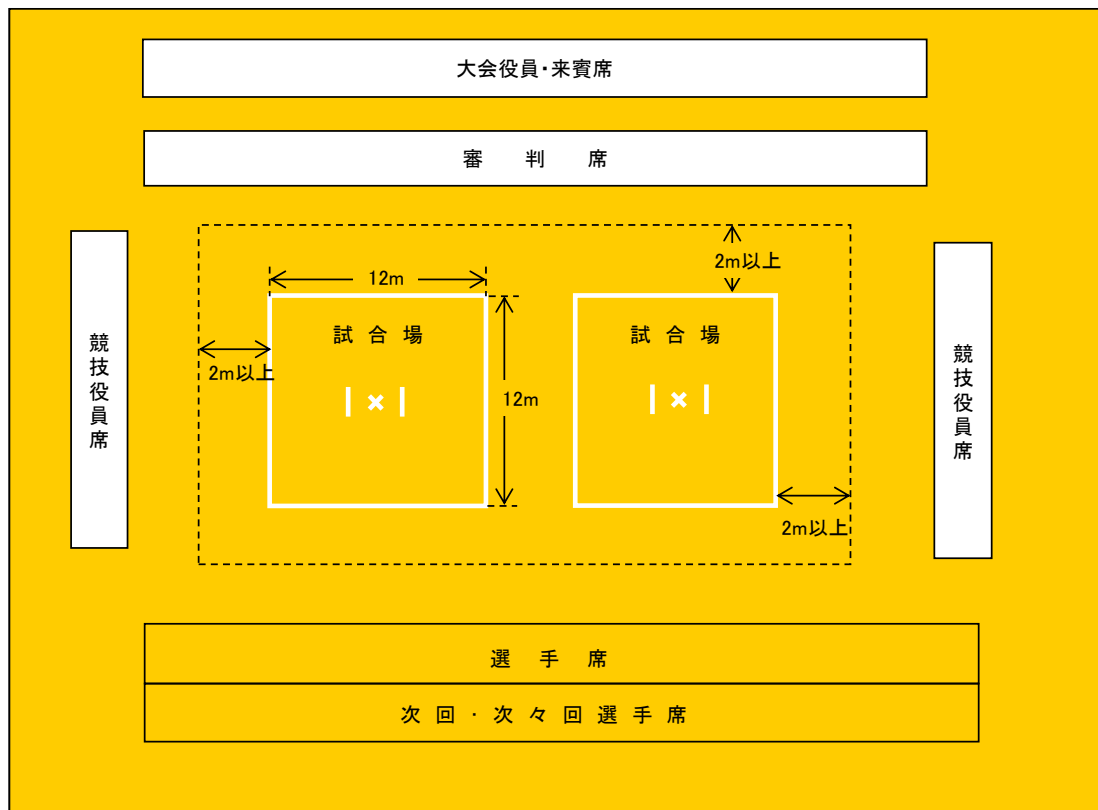 大会役員・来賓席
審判席
2m以上
12m
試合場
試合場
競技役員席
2m以上
12m
競技役員席
2m以上
選手席
次回・次々回選手席